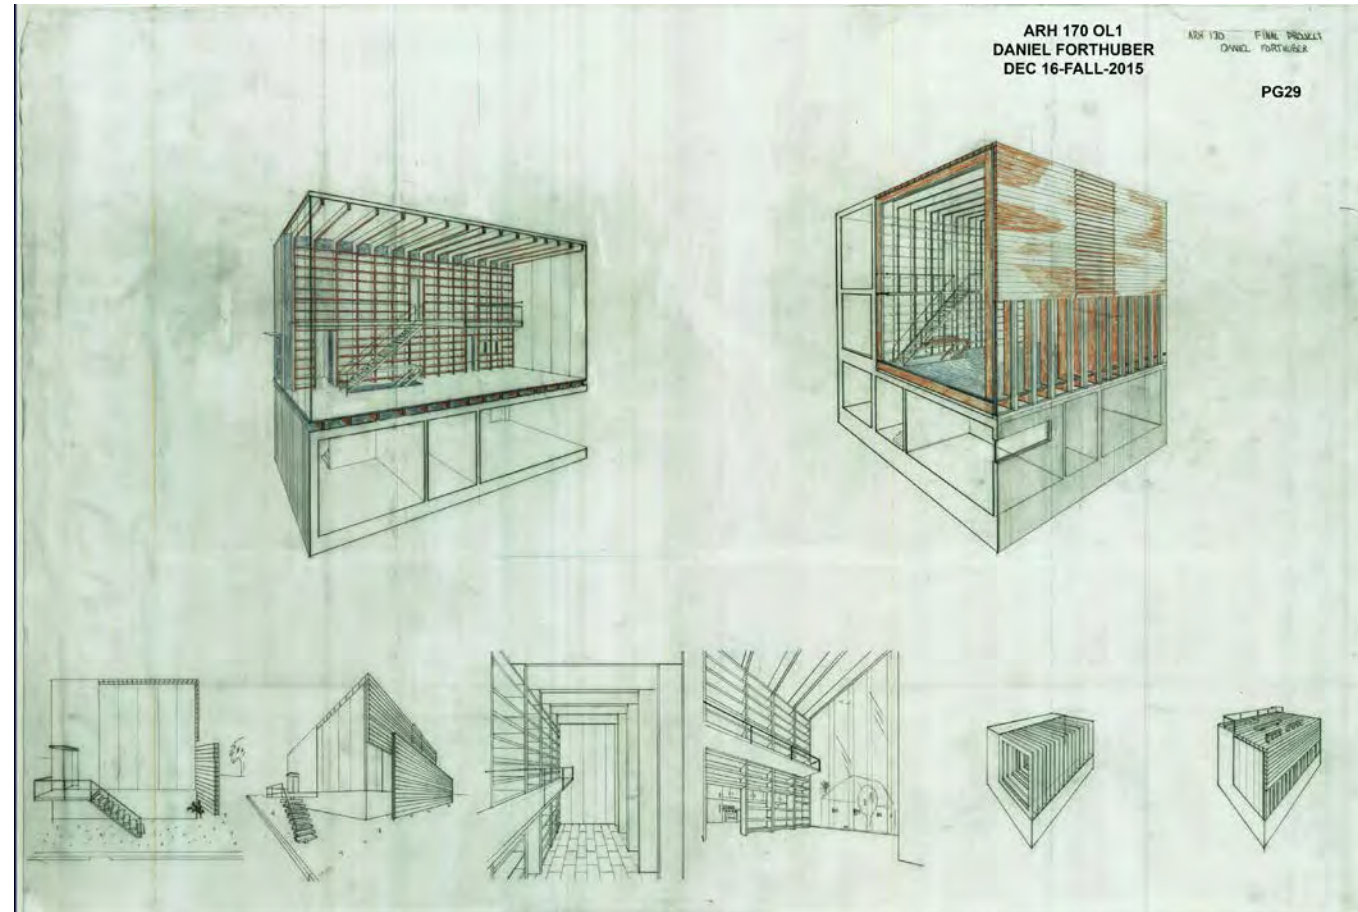 ARH 170 OL1
DANIEL FORTHUBER
DEC 16-FALL-2015
ARH 170 FINAL PROJECT
DANIEL FORTHUBER
PG29